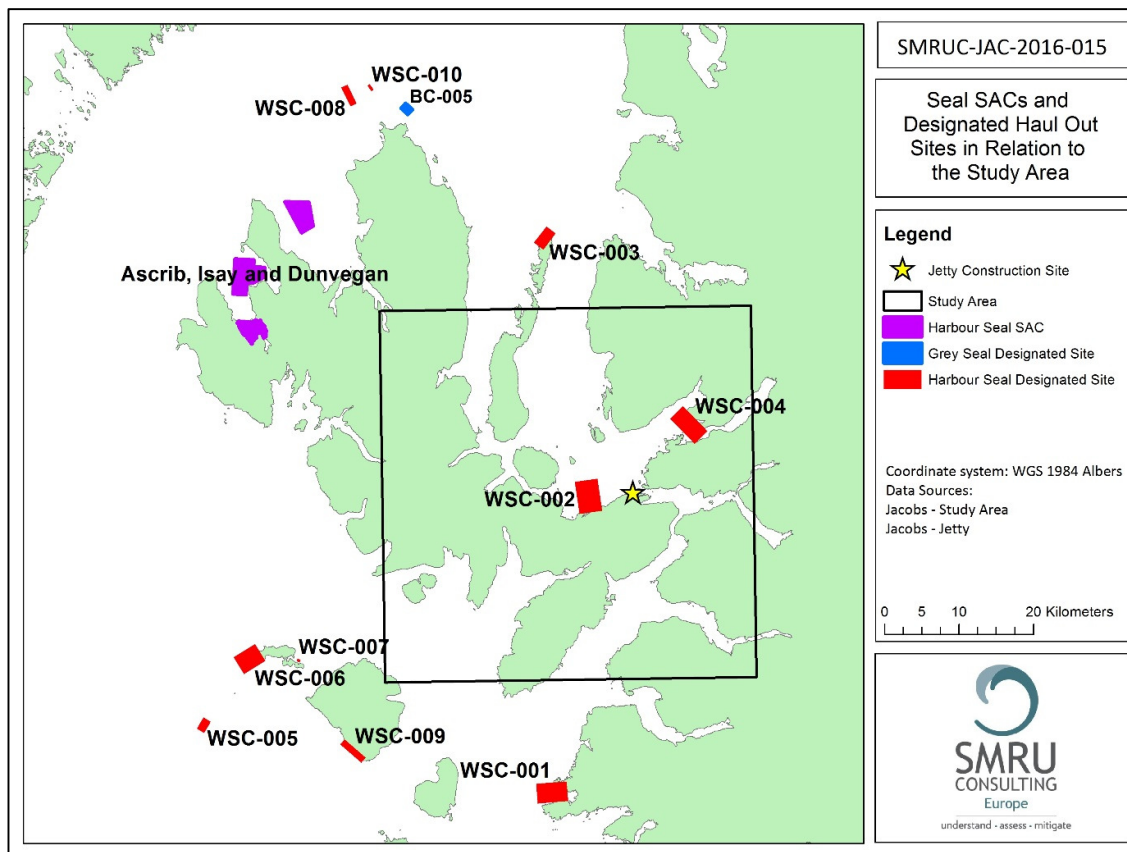 WSC-010
WSC-008
BC-005
WSC-003
Ascrib, Isay and Dunvegan
WSC-004
WSC-002
WSC-007
WSC-006
WSC-005
WSC-009
WSC-001
SMRUC-JAC-2016-015
Seal SACs and
Designated Haul Out
Sites in Relation to
the Study Area
Legend
Jetty Construction Site
Study Area
Harbour Seal SAC
Grey Seal Designated Site
Harbour Seal Designated Site
Coordinate system: WGS 1984 Albers
Data Sources:
Jacobs - Study Area
Jacobs - Jetty
0 5 10 20 Kilometers
SMRU
CONSULTING
Europe
understand - assess - mitigate